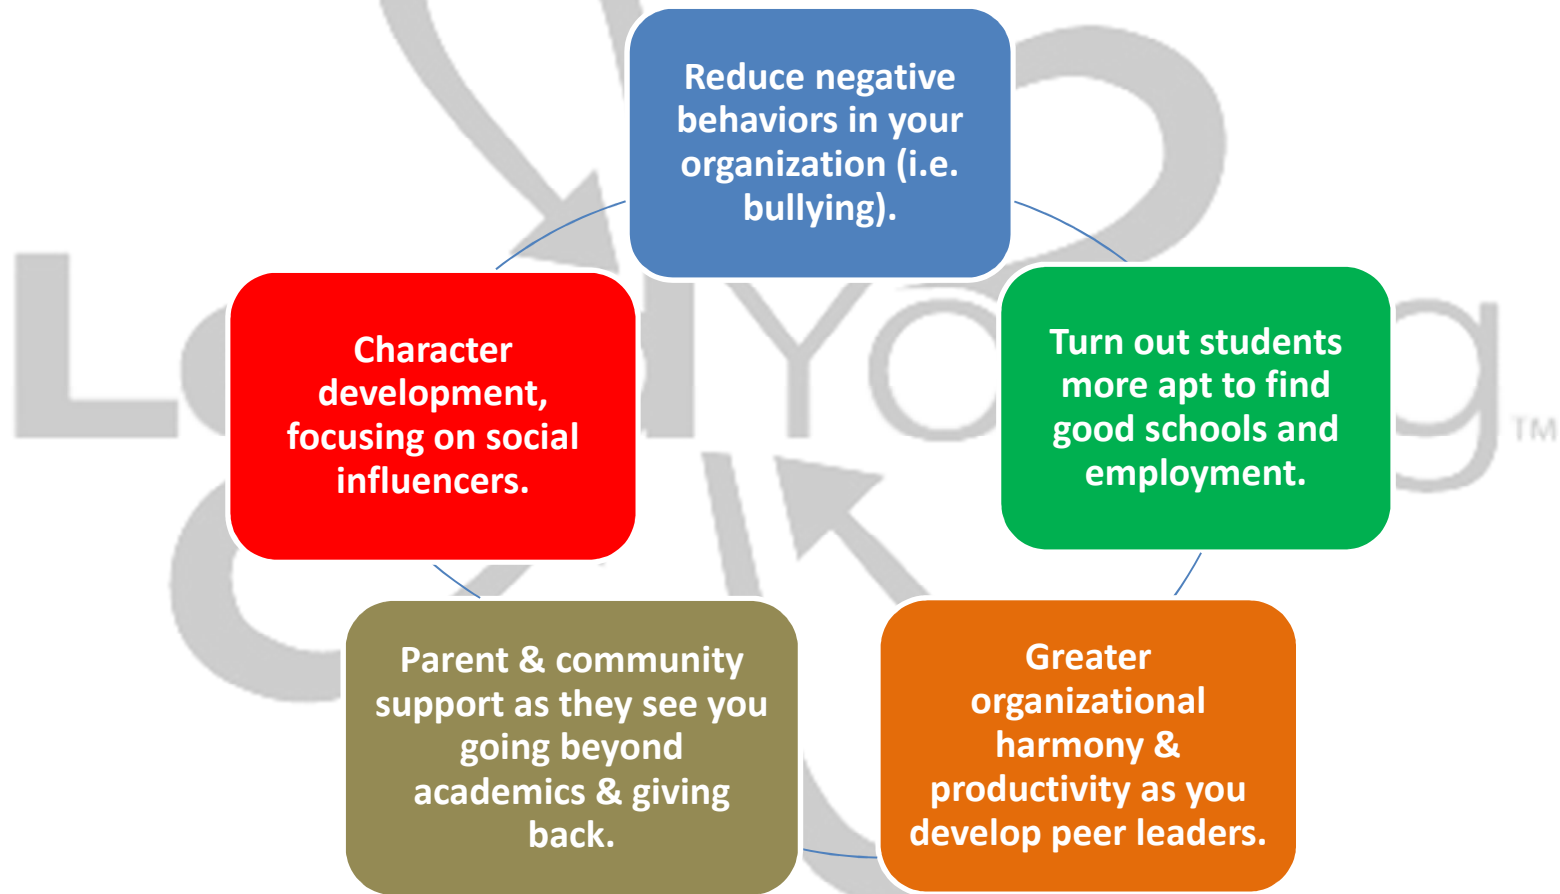 Reduce negative
behaviors in your
organization (i.e.
bullying).
Turn out students
more apt to find
good schools and
employment.
Greater
organizational
harmony &
productivity as you
develop peer leaders.
Parent & community
support as they see you
going beyond
academics & giving
back.
Character
development,
focusing on social
influencers.
TM